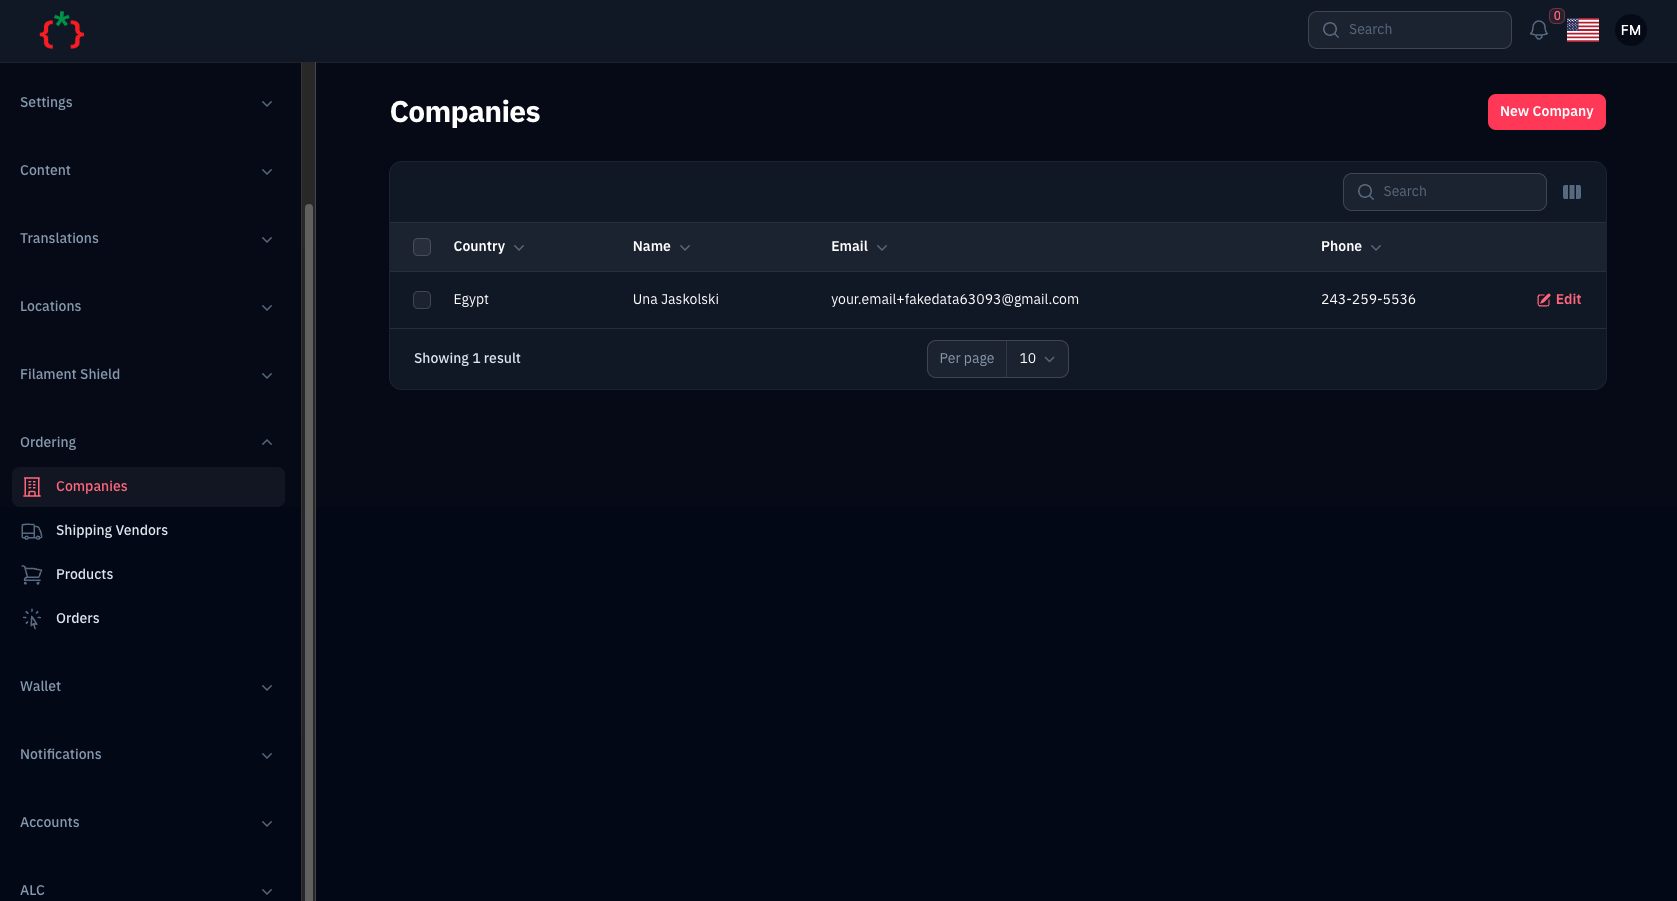 {*}
Search
0
FM
Settings
Content
Translations
Locations
Filament Shield
Ordering
Companies
Shipping Vendors
Products
Orders
Wallet
Notifications
Accounts
ALC
Companies
New Company
Search
Country Name Email Phone
Egypt Una Jaskolski your.email+fakedata63093@gmail.com 243-259-5536 Edit
Showing 1 result Per page 10